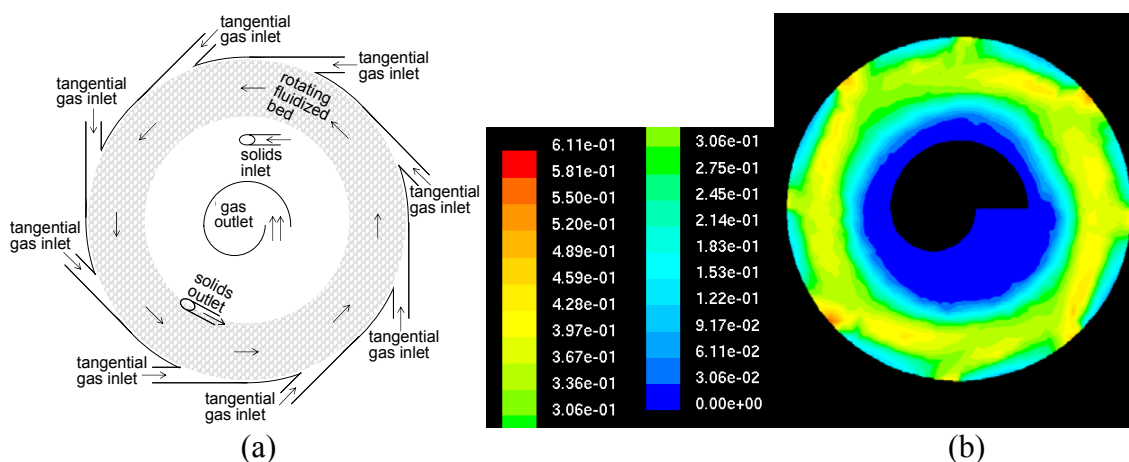 tangential
gas inlet
tangential
gas inlet
tangential
gas inlet
rotating
fluidized
bed
solids
inlet
tangential
gas inlet
gas
outlet
tangential
gas inlet
solids
outlet
tangential
gas inlet
tangential
gas inlet
tangential
gas inlet
(a)
6.11e-01
5.81e-01
5.50e-01
5.20e-01
4.89e-01
4.59e-01
4.28e-01
3.97e-01
3.67e-01
3.36e-01
3.06e-01
3.06e-01
2.75e-01
2.45e-01
2.14e-01
1.83e-01
1.53e-01
1.22e-01
9.17e-02
6.11e-02
3.06e-02
0.00e+00
(b)